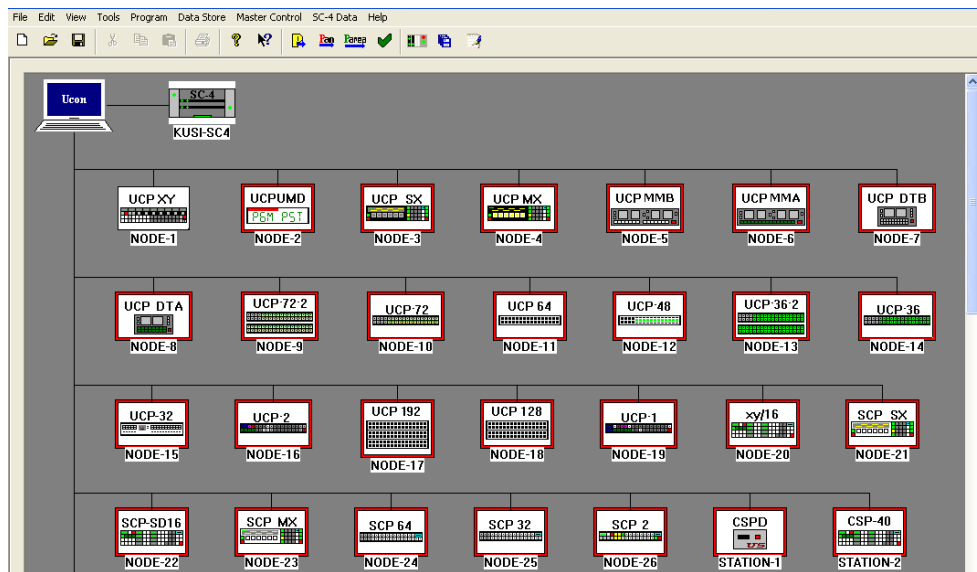 File Edit View Tools Program Data Store Master Control SC-4 Data Help
Pan Parep
Ucon
SC-4
KUSI-SC4
UCP XY UCPUMD UCP SX UCP MX UCP MMB UCP MMA UCP DTB
PGM PST
NODE-1 NODE-2 NODE-3 NODE-4 NODE-5 NODE-6 NODE-7
UCP DTA UCP-72-2 UCP-72 UCP 64 UCP-48 UCP-36-2 UCP-36
NODE-8 NODE-9 NODE-10 NODE-11 NODE-12 NODE-13 NODE-14
UCP-32 UCP-2 UCP 192 UCP 128 UCP-1 xy/16 SCP SX
NODE-15 NODE-16 NODE-17 NODE-18 NODE-19 NODE-20 NODE-21
SCP-SD16 SCP MX SCP 64 SCP 32 SCP 2 CSPD CSP-40
US
NODE-22 NODE-23 NODE-24 NODE-25 NODE-26 STATION-1 STATION-2